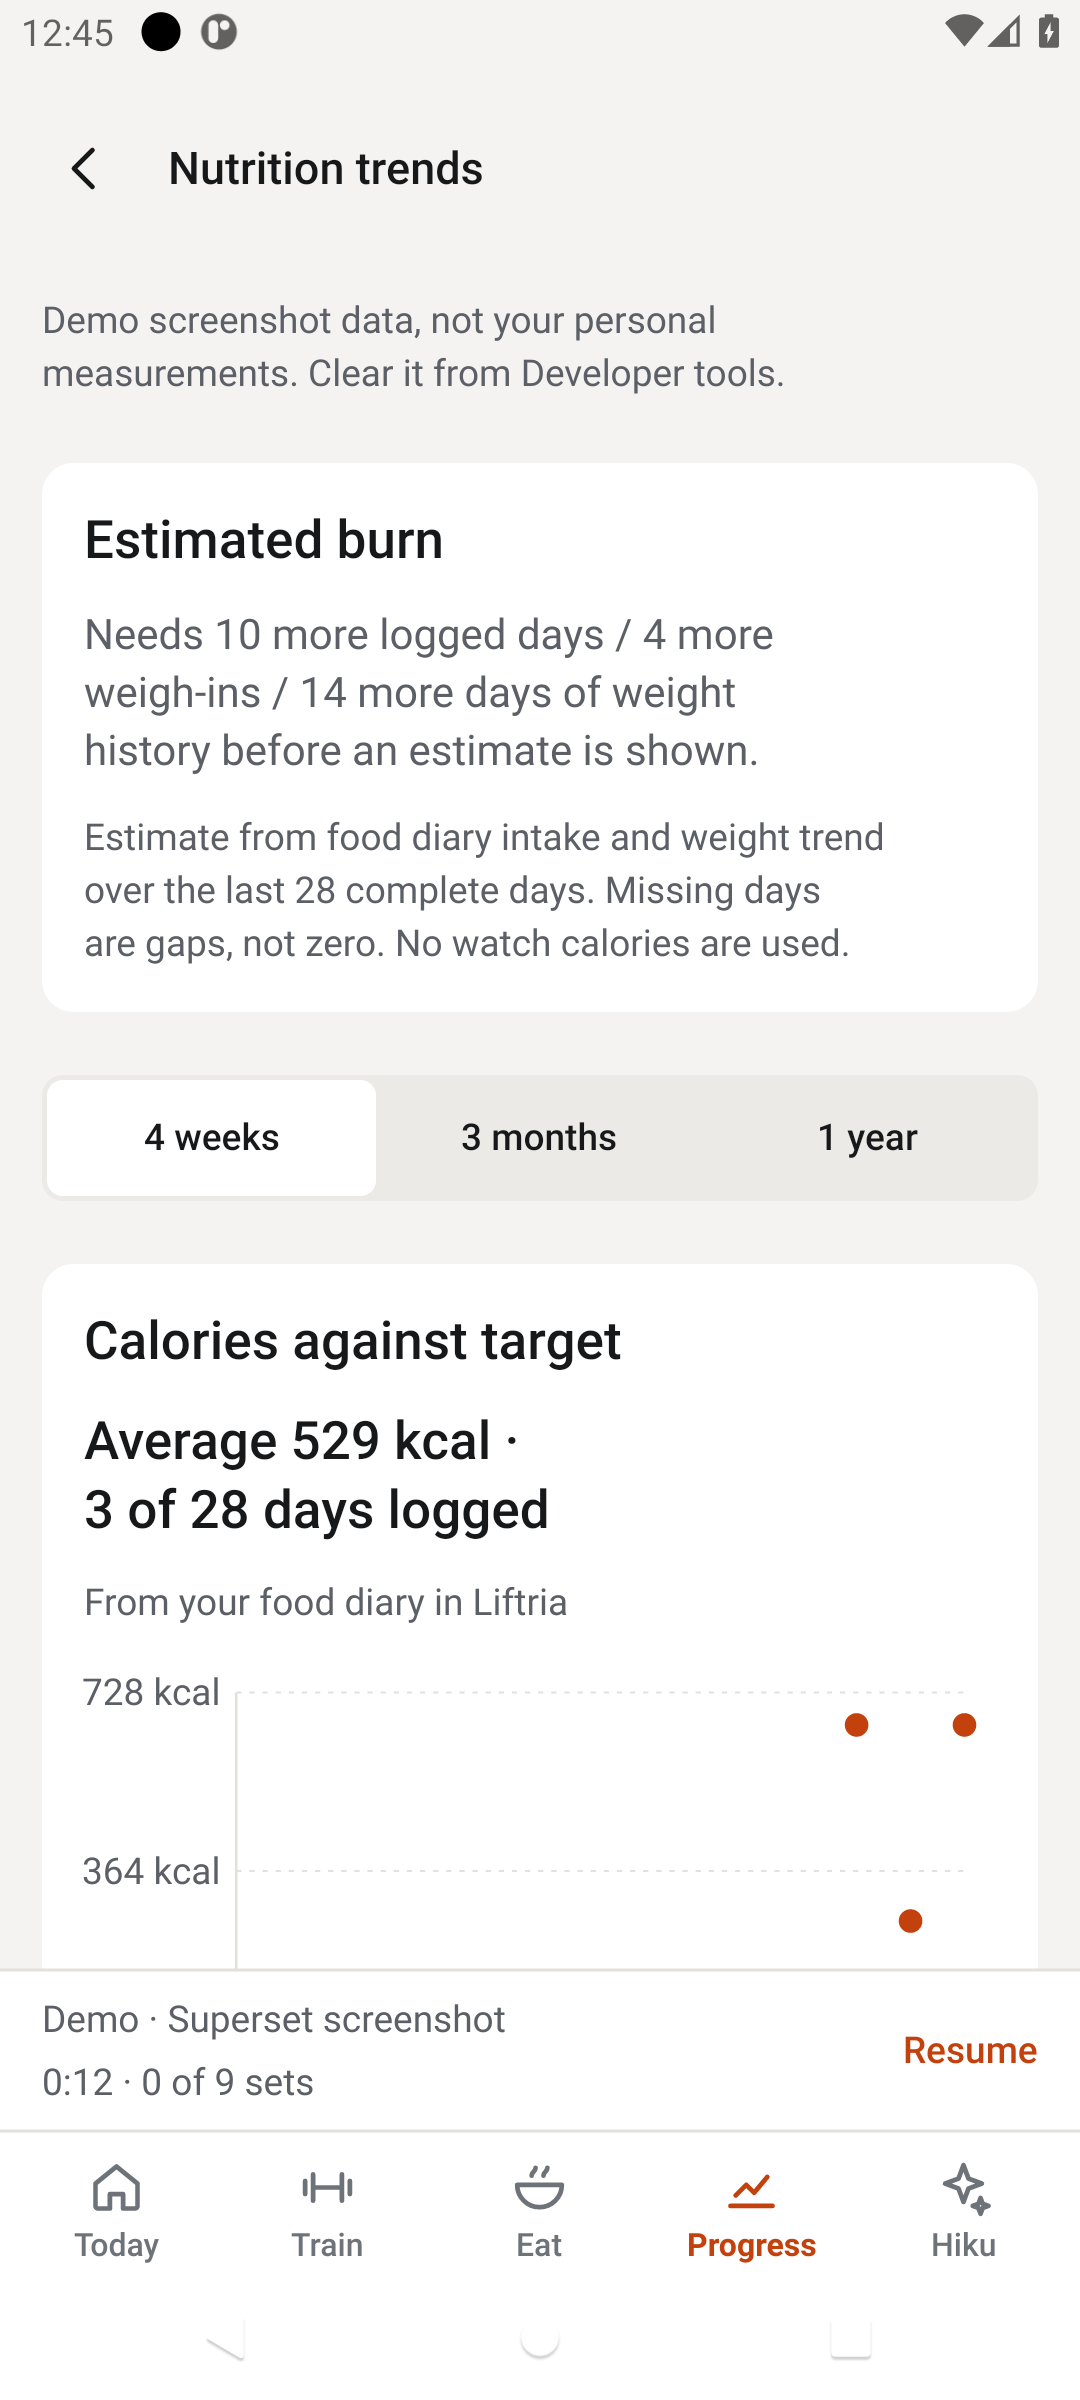 12:45
Nutrition trends
Demo screenshot data, not your personal
measurements. Clear it from Developer tools.
Estimated burn
Needs 10 more logged days / 4 more
weigh-ins / 14 more days of weight
history before an estimate is shown.
Estimate from food diary intake and weight trend
over the last 28 complete days. Missing days
are gaps, not zero. No watch calories are used.
4 weeks 3 months 1 year
Calories against target
Average 529 kcal ·
3 of 28 days logged
From your food diary in Liftria
728 kcal
364 kcal
Demo · Superset screenshot
0:12 · 0 of 9 sets
Resume
Today Train Eat Progress Hiku